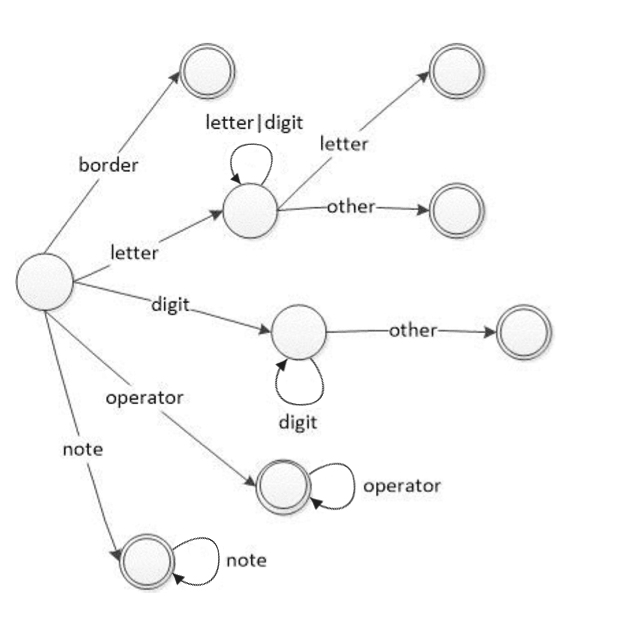 letter|digit
letter
border
other
letter
digit
other
operator
digit
note
operator
note